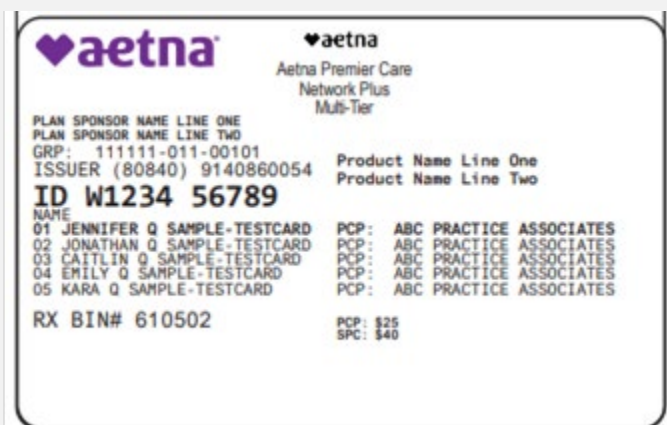 aetna
aetna
Aetna Premier Care
Network Plus
Multi-Tier
PLAN SPONSOR NAME LINE ONE
PLAN SPONSOR NAME LINE TWO
GRP: 111111-011-00101
ISSUER (80840) 9140860054
Product Name Line One
Product Name Line Two
ID W1234 56789
NAME
01 JENNIFER Q SAMPLE-TESTCARD PCP: ABC PRACTICE ASSOCIATES
02 JONATHAN Q SAMPLE-TESTCARD PCP: ABC PRACTICE ASSOCIATES
03 CAITLIN Q SAMPLE-TESTCARD PCP: ABC PRACTICE ASSOCIATES
04 EMILY Q SAMPLE-TESTCARD PCP: ABC PRACTICE ASSOCIATES
05 KARA Q SAMPLE-TESTCARD PCP: ABC PRACTICE ASSOCIATES
RX BIN# 610502
PCP: $25
SPC: $40